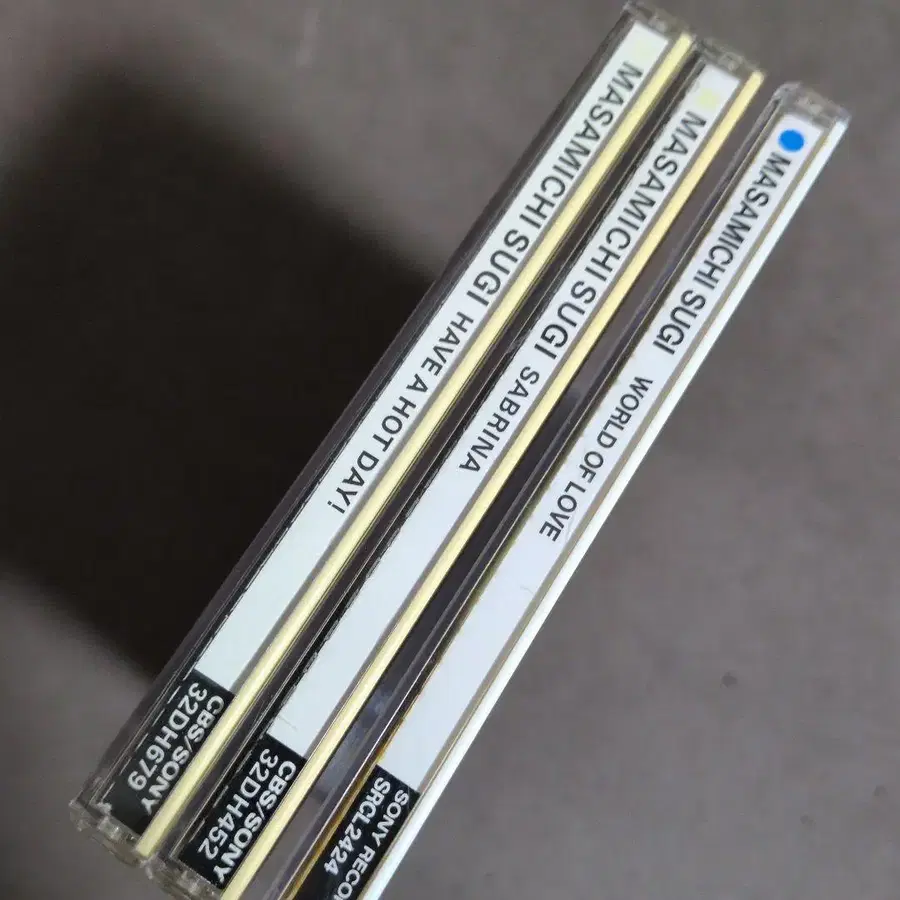 MASAMICHI SUGI HAVE A HOT DAY!
CBS/SONY
32DH679
MASAMICHI SUGI SABRINA
CBS/SONY
32DH452
MASAMICHI SUGI WORLD OF LOVE
SONY
SRCL2424